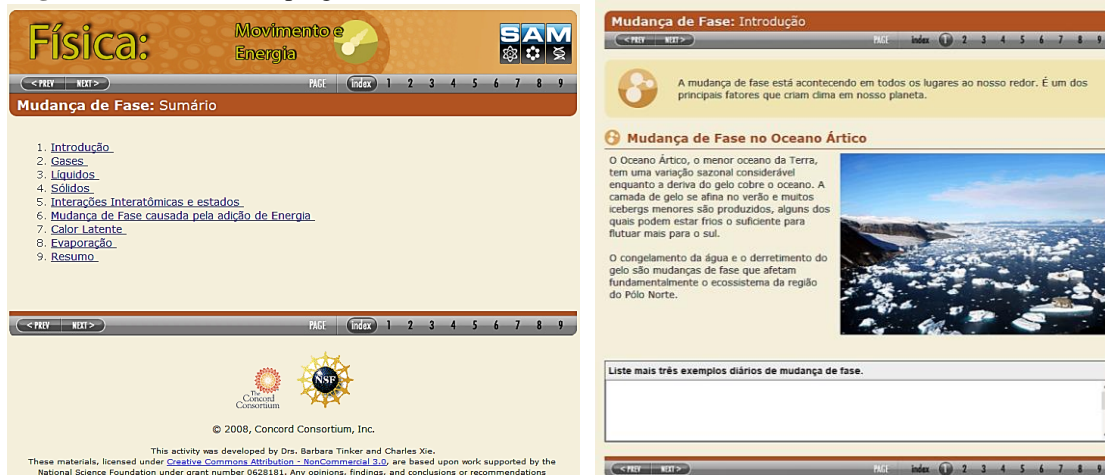 Física:
Movimento e
Energia
SAM
< PREV NEXT > PAGE index 1 2 3 4 5 6 7 8 9
Mudança de Fase: Sumário
1. Introdução
2. Gases
3. Líquidos
4. Sólidos
5. Interações Interatômicas e estados
6. Mudança de Fase causada pela adição de Energia
7. Calor Latente
8. Evaporação
9. Resumo
< PREV NEXT > PAGE index 1 2 3 4 5 6 7 8 9
The
Concord
Consortium
NSF
© 2008, Concord Consortium, Inc.
This activity was developed by Drs. Barbara Tinker and Charles Xie.
These materials, licensed under Creative Commons Attribution - NonCommercial 3.0, are based upon work supported by the
National Science Foundation under grant number 0628181. Any opinions, findings, and conclusions or recommendations
Mudança de Fase: Introdução
< PREV NEXT > PAGE index 1 2 3 4 5 6 7 8 9
A mudança de fase está acontecendo em todos os lugares ao nosso redor. É um dos
principais fatores que criam clima em nosso planeta.
Mudança de Fase no Oceano Ártico
O Oceano Ártico, o menor oceano da Terra,
tem uma variação sazonal considerável
enquanto a deriva do gelo cobre o oceano. A
camada de gelo se afina no verão e muitos
icebergs menores são produzidos, alguns dos
quais podem estar frios o suficiente para
flutuar mais para o sul.
O congelamento da água e o derretimento do
gelo são mudanças de fase que afetam
fundamentalmente o ecossistema da região
do Pólo Norte.
Liste mais três exemplos diários de mudança de fase.
< PREV NEXT > PAGE index 1 2 3 4 5 6 7 8 9